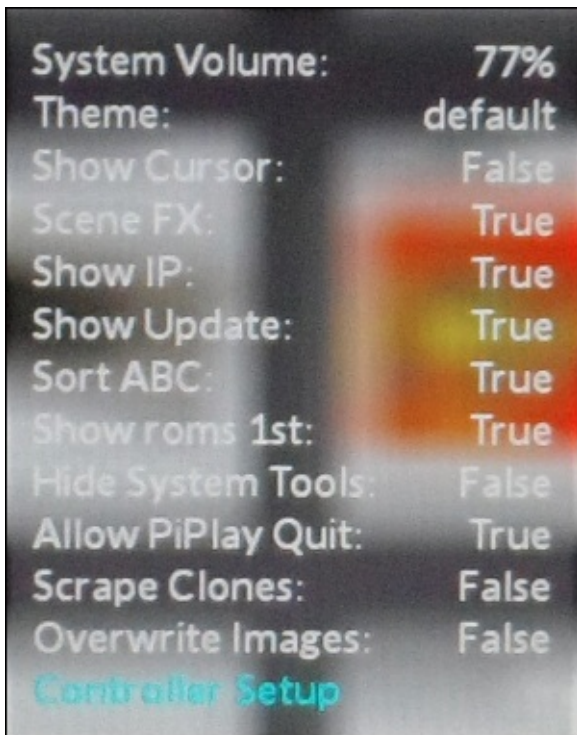 System Volume: 77%
Theme: default
Show Cursor: False
Scene FX: True
Show IP: True
Show Update: True
Sort ABC: True
Show roms 1st: True
Hide System Tools: False
Allow PiPlay Quit: True
Scrape Clones: False
Overwrite Images: False
Controller Setup